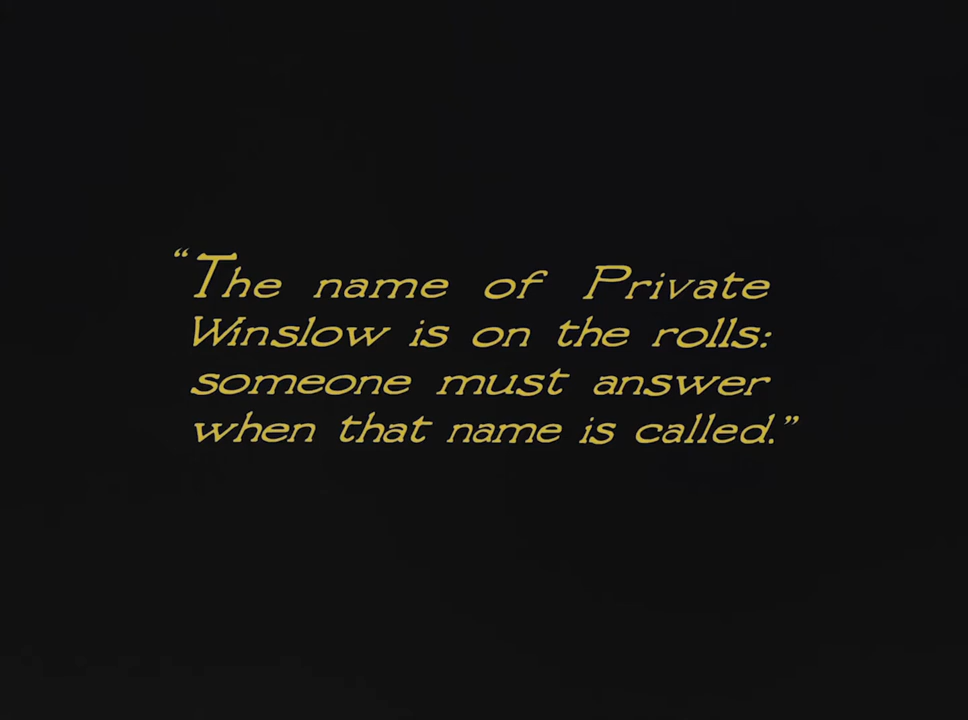 “The name of Private
Winslow is on the rolls:
someone must answer
when that name is called.”